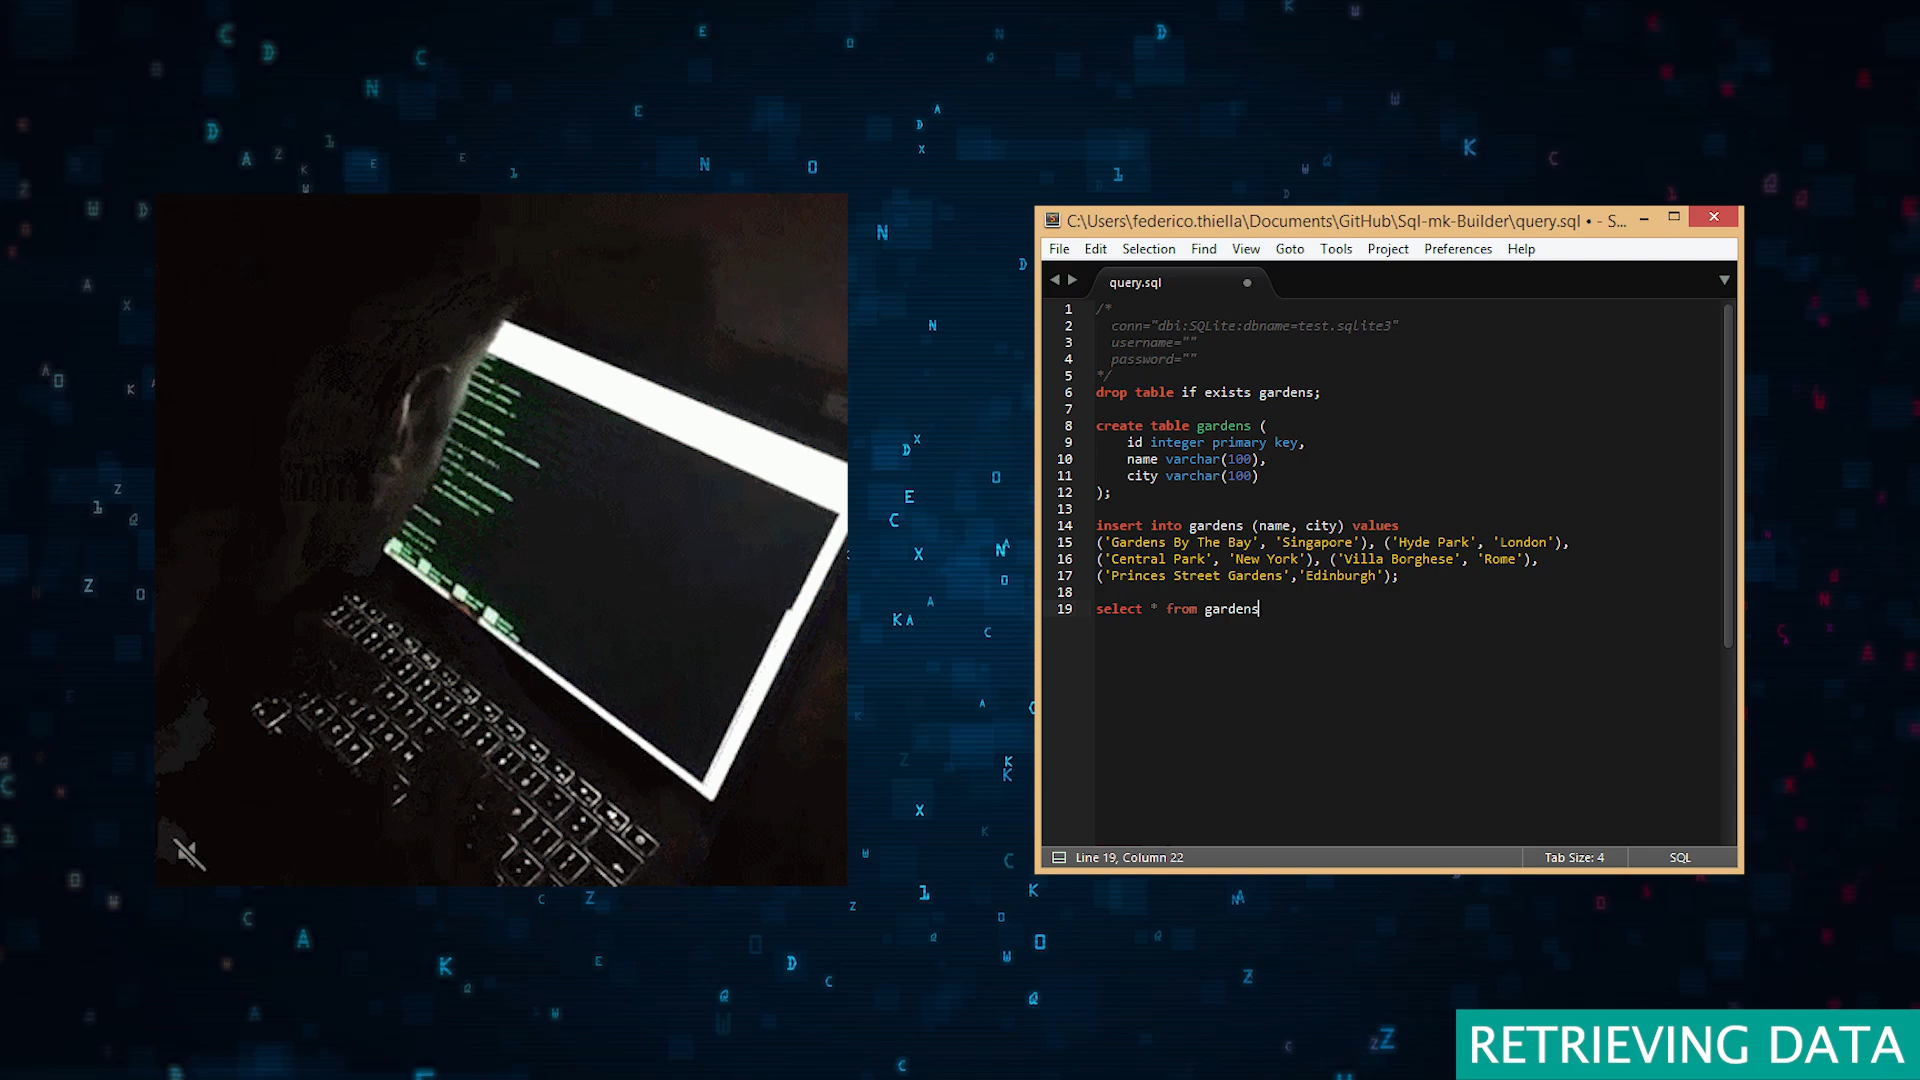 C:\Users\federico.thiella\Documents\GitHub\Sql-mk-Builder\query.sql • - S...
File Edit Selection Find View Goto Tools Project Preferences Help
query.sql
1 /*
2 conn="dbi:SQLite:dbname=test.sqlite3"
3 username=""
4 password=""
5 */
6 drop table if exists gardens;
7
8 create table gardens (
9 id integer primary key,
10 name varchar(100),
11 city varchar(100)
12 );
13
14 insert into gardens (name, city) values
15 ('Gardens By The Bay', 'Singapore'), ('Hyde Park', 'London'),
16 ('Central Park', 'New York'), ('Villa Borghese', 'Rome'),
17 ('Princes Street Gardens','Edinburgh');
18
19 select * from gardens
Line 19, Column 22 Tab Size: 4 SQL
RETRIEVING DATA